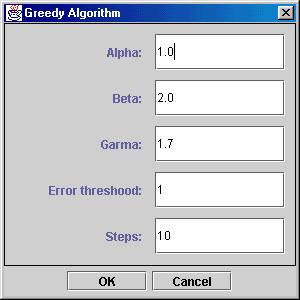 Greedy Algorithm
Alpha: 1.0
Beta: 2.0
Garma: 1.7
Error threshood: 1
Steps: 10
OK Cancel